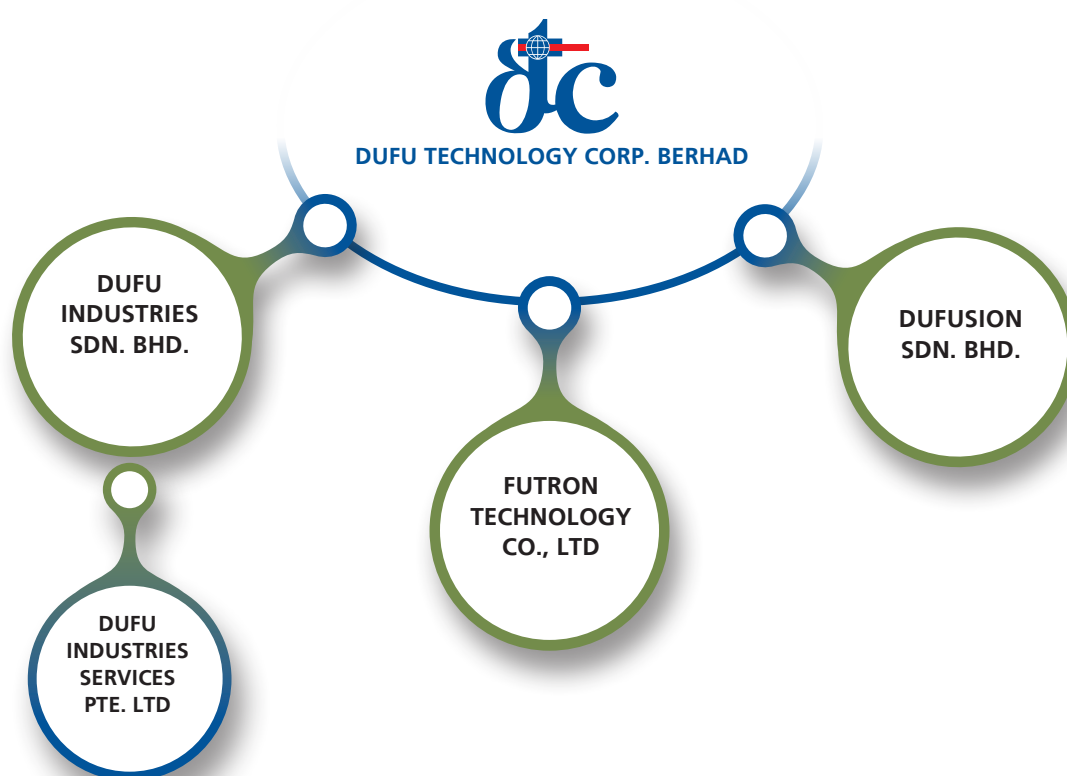 dtc
DUFU TECHNOLOGY CORP. BERHAD
DUFU
INDUSTRIES
SDN. BHD.
DUFUSION
SDN. BHD.
FUTRON
TECHNOLOGY
CO., LTD
DUFU
INDUSTRIES
SERVICES
PTE. LTD